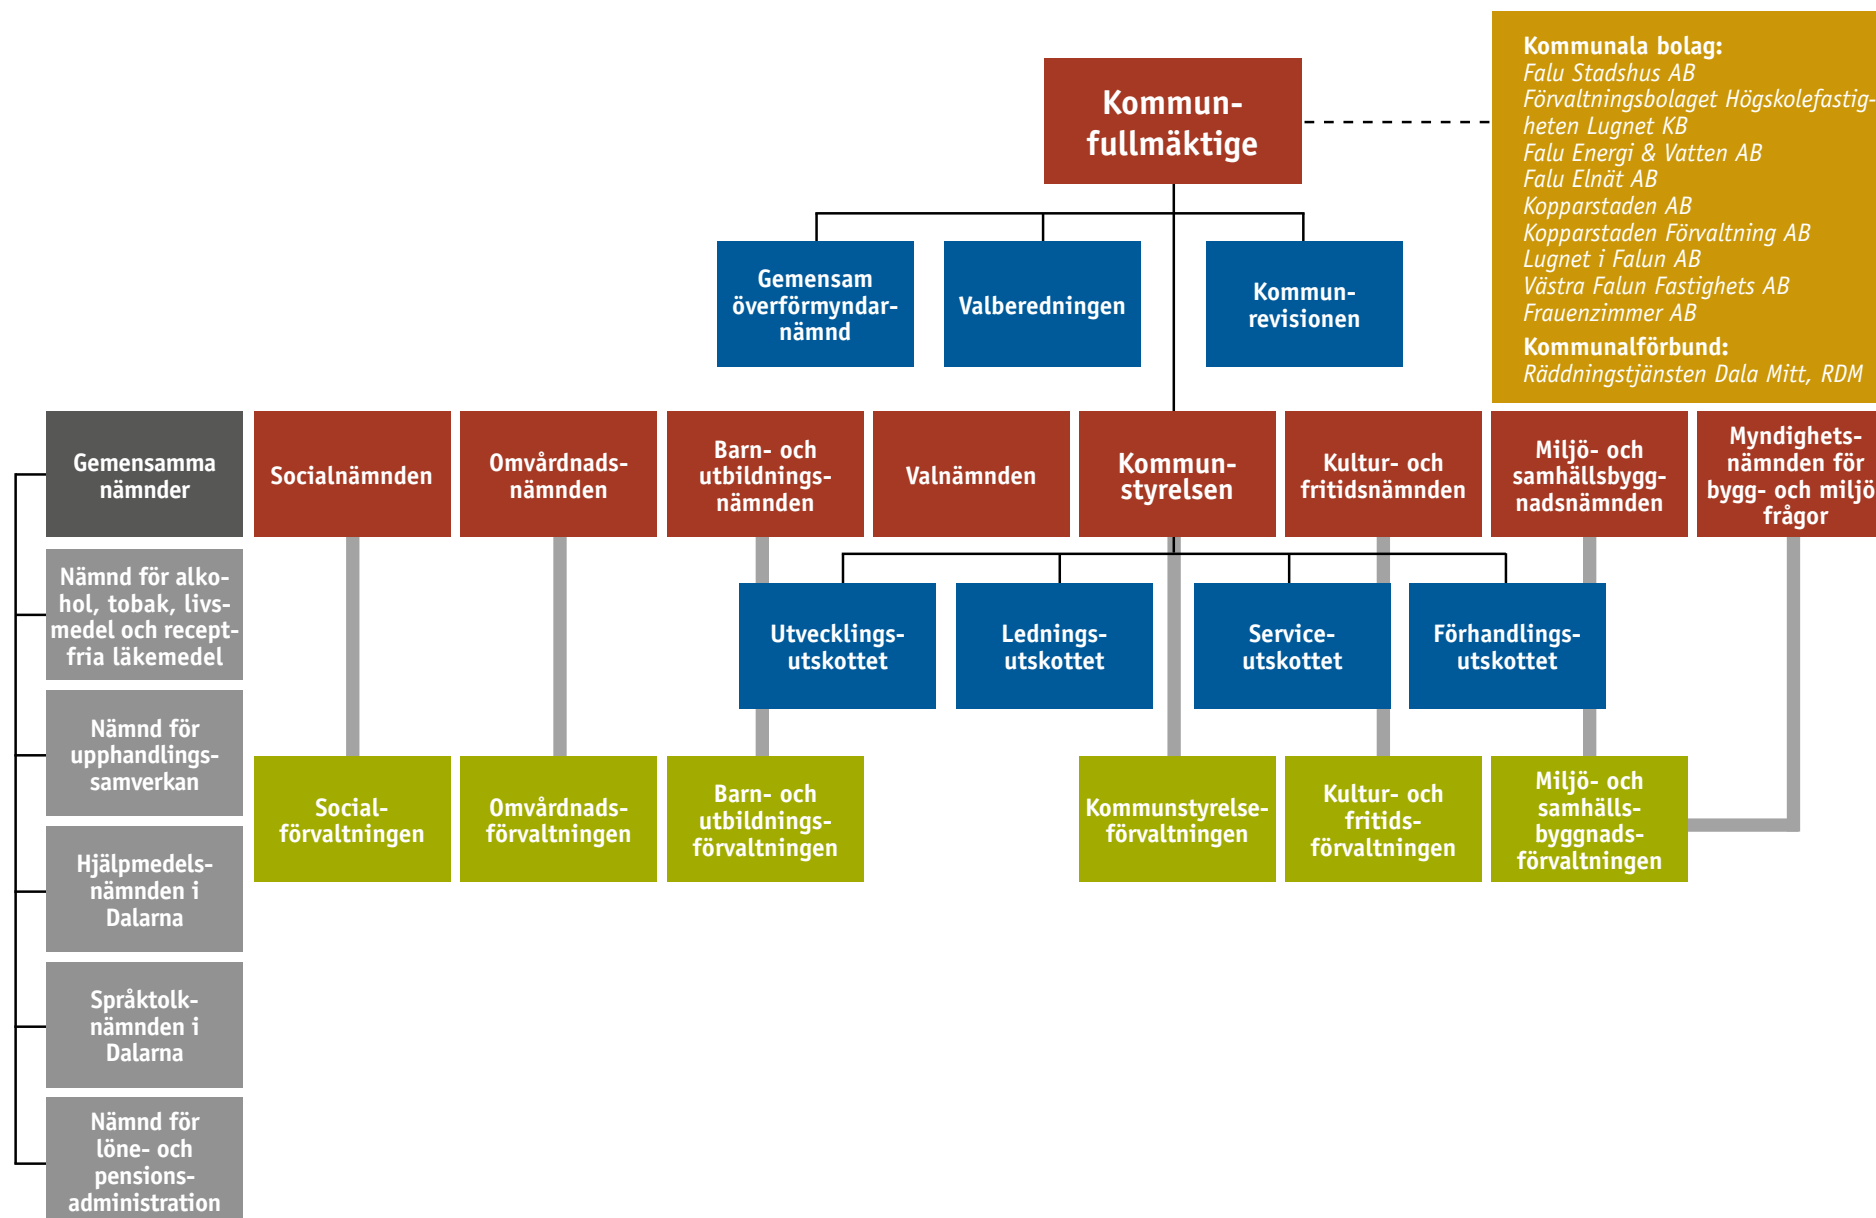 Kommunala bolag:
Falu Stadshus AB
Förvaltningsbolaget Högskolefastig-
heten Lugnet KB
Falu Energi & Vatten AB
Falu Elnät AB
Kopparstaden AB
Kopparstaden Förvaltning AB
Lugnet i Falun AB
Västra Falun Fastighets AB
Frauenzimmer AB
Kommunalförbund:
Räddningstjänsten Dala Mitt, RDM
Kommun-
fullmäktige
Gemensam
överförmyndar-
nämnd
Valberedningen
Kommun-
revisionen
Gemensamma
nämnder
Socialnämnden
Omvårdnads-
nämnden
Barn- och
utbildnings-
nämnden
Valnämnden
Kommun-
styrelsen
Kultur- och
fritidsnämnden
Miljö- och
samhällsbygg-
nadsnämnden
Myndighets-
nämnden för
bygg- och miljö
frågor
Nämnd för alko-
hol, tobak, livs-
medel och recept-
fria läkemedel
Utvecklings-
utskottet
Lednings-
utskottet
Service-
utskottet
Förhandlings-
utskottet
Nämnd för
upphandlings-
samverkan
Social-
förvaltningen
Omvårdnads-
förvaltningen
Barn- och
utbildnings-
förvaltningen
Kommunstyrelse-
förvaltningen
Kultur- och
fritids-
förvaltningen
Miljö- och
samhälls-
byggnads-
förvaltningen
Hjälpmedels-
nämnden i
Dalarna
Språktolk-
nämnden i
Dalarna
Nämnd för
löne- och
pensions-
administration